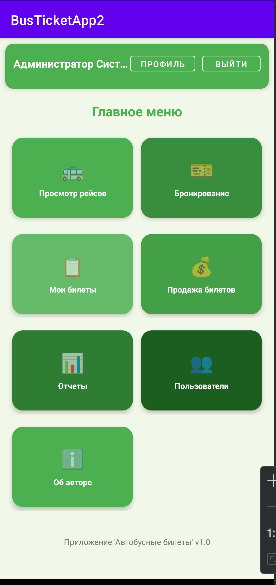 BusTicketApp2
Администратор Сист... ПРОФИЛЬ ВЫЙТИ
Главное меню
Просмотр рейсов
Бронирование
Мои билеты
Продажа билетов
Отчеты
Пользователи
Об авторе
Приложение 'Автобусные билеты' v1.0
1: